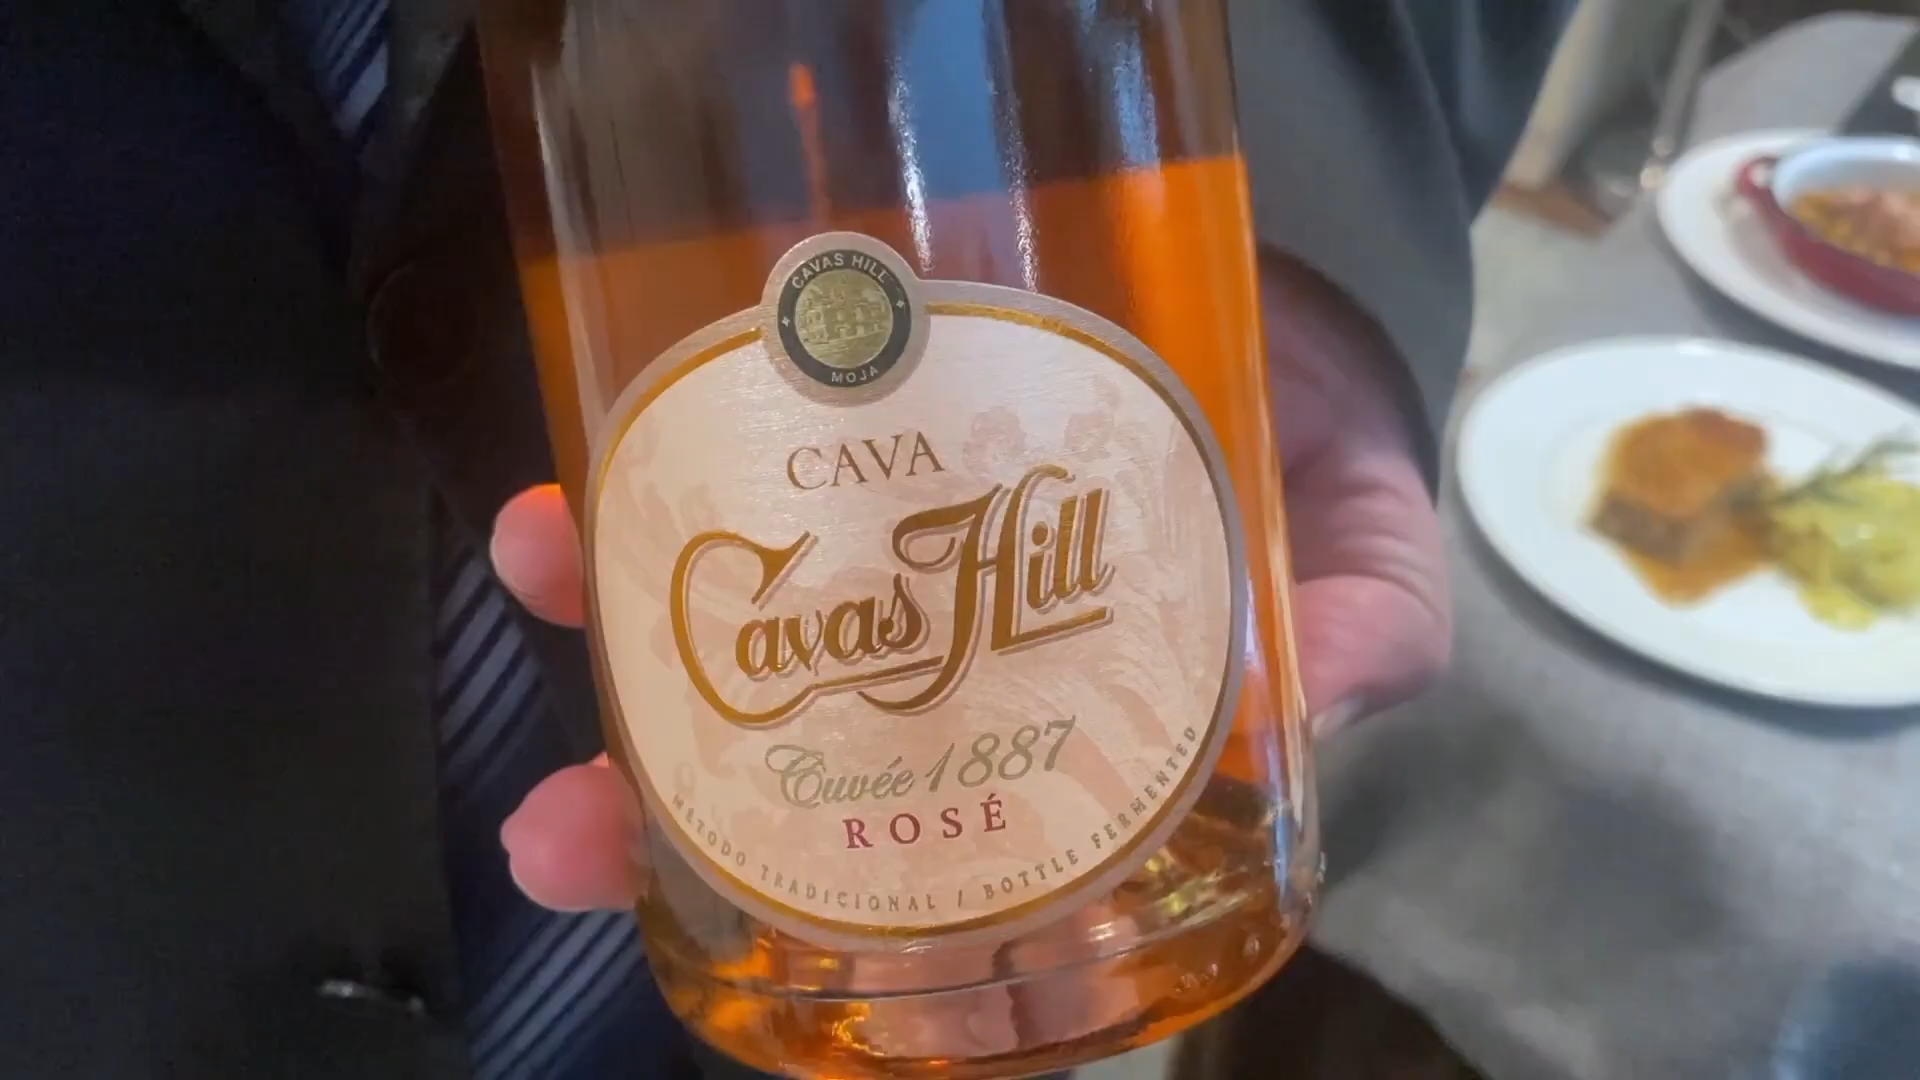 CAVAS HILL
MOJA
CAVA
Cavas Hill
Cuvée 1887
ROSÉ
MÉTODO TRADICIONAL / BOTTLE FERMENTED